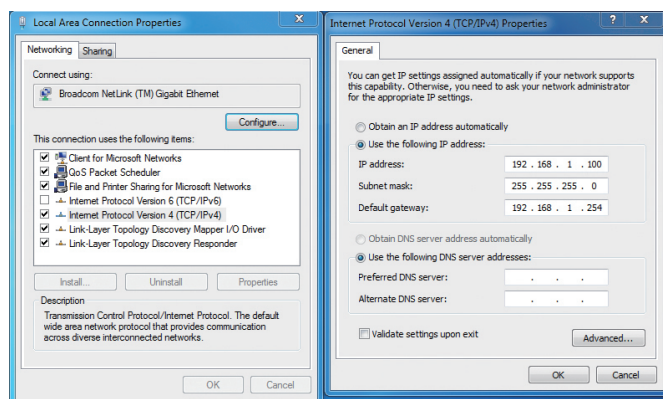 Local Area Connection Properties
Networking
Sharing
Connect using:
Broadcom NetLink (TM) Gigabit Ethernet
Configure...
This connection uses the following items:
Client for Microsoft Networks
QoS Packet Scheduler
File and Printer Sharing for Microsoft Networks
Internet Protocol Version 6 (TCP/IPv6)
Internet Protocol Version 4 (TCP/IPv4)
Link-Layer Topology Discovery Mapper I/O Driver
Link-Layer Topology Discovery Responder
Install...
Uninstall
Properties
Description
Transmission Control Protocol/Internet Protocol. The default
wide area network protocol that provides communication
across diverse interconnected networks.
OK
Cancel
Internet Protocol Version 4 (TCP/IPv4) Properties
General
You can get IP settings assigned automatically if your network supports
this capability. Otherwise, you need to ask your network administrator
for the appropriate IP settings.
Obtain an IP address automatically
Use the following IP address:
IP address: 192 . 168 . 1 . 100
Subnet mask: 255 . 255 . 255 . 0
Default gateway: 192 . 168 . 1 . 254
Obtain DNS server address automatically
Use the following DNS server addresses:
Preferred DNS server: . . .
Alternate DNS server: . . .
Validate settings upon exit
Advanced...
OK
Cancel